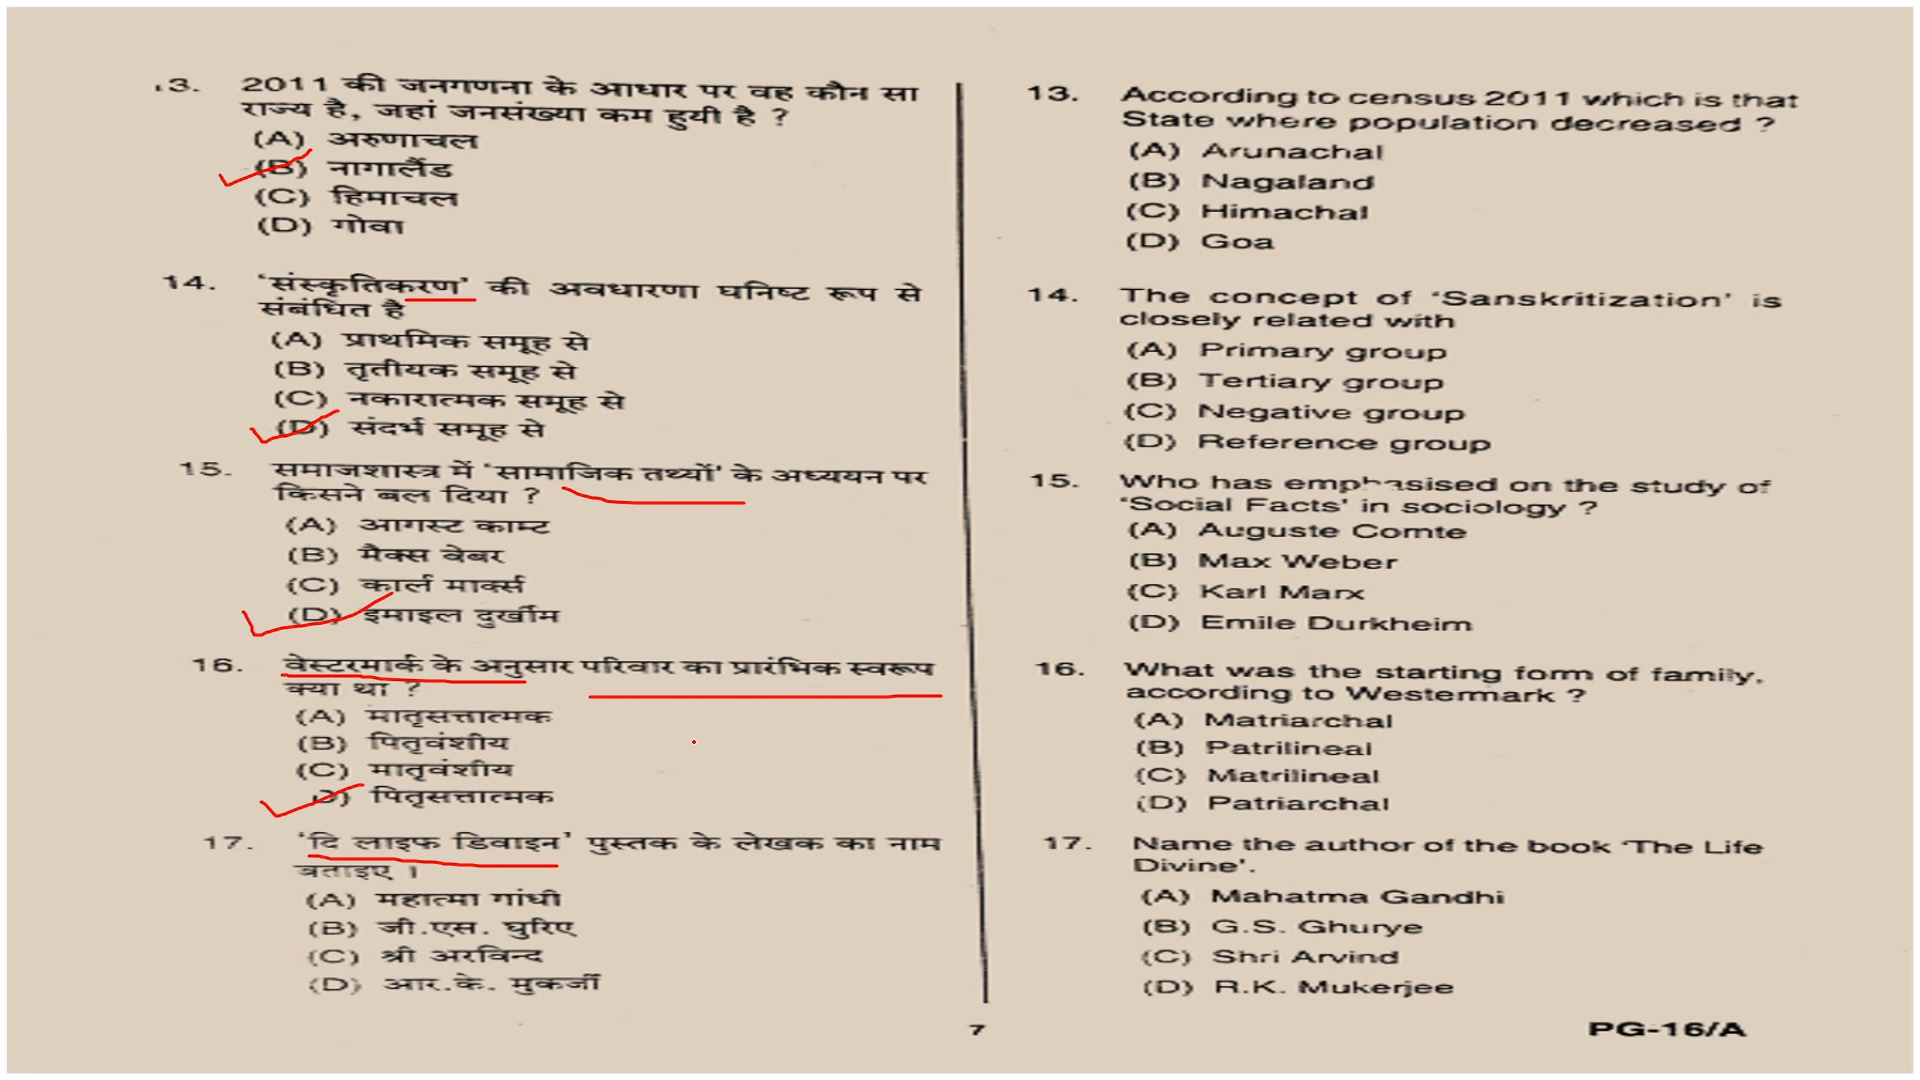 13. 2011 की जनगणना के आधार पर वह कौन सा
राज्य है, जहां जनसंख्या कम हुयी है ?
(A) अरुणाचल
(B) नागालैंड
(C) हिमाचल
(D) गोवा
14. 'संस्कृतिकरण' की अवधारणा घनिष्ट रूप से
संबंधित है
(A) प्राथमिक समूह से
(B) तृतीयक समूह से
(C) नकारात्मक समूह से
(D) संदर्भ समूह से
15. समाजशास्त्र में 'सामाजिक तथ्यों' के अध्ययन पर
किसने बल दिया ?
(A) आगस्ट काम्ट
(B) मैक्स वेबर
(C) कार्ल मार्क्स
(D) इमाइल दुर्खीम
16. वेस्टरमार्क के अनुसार परिवार का प्रारंभिक स्वरूप
क्या था ?
(A) मातृसत्तात्मक
(B) पितृवंशीय
(C) मातृवंशीय
(D) पितृसत्तात्मक
17. 'दि लाइफ डिवाइन' पुस्तक के लेखक का नाम
बताइए ।
(A) महात्मा गांधी
(B) जी.एस. घुरिए
(C) श्री अरविन्द
(D) आर.के. मुकर्जी
13. According to census 2011 which is that
State where population decreased ?
(A) Arunachal
(B) Nagaland
(C) Himachal
(D) Goa
14. The concept of 'Sanskritization' is
closely related with
(A) Primary group
(B) Tertiary group
(C) Negative group
(D) Reference group
15. Who has emphasised on the study of
'Social Facts' in sociology ?
(A) Auguste Comte
(B) Max Weber
(C) Karl Marx
(D) Emile Durkheim
16. What was the starting form of family,
according to Westermark ?
(A) Matriarchal
(B) Patrilineal
(C) Matrilineal
(D) Patriarchal
17. Name the author of the book 'The Life
Divine'.
(A) Mahatma Gandhi
(B) G.S. Ghurye
(C) Shri Arvind
(D) R.K. Mukerjee
7
PG-16/A